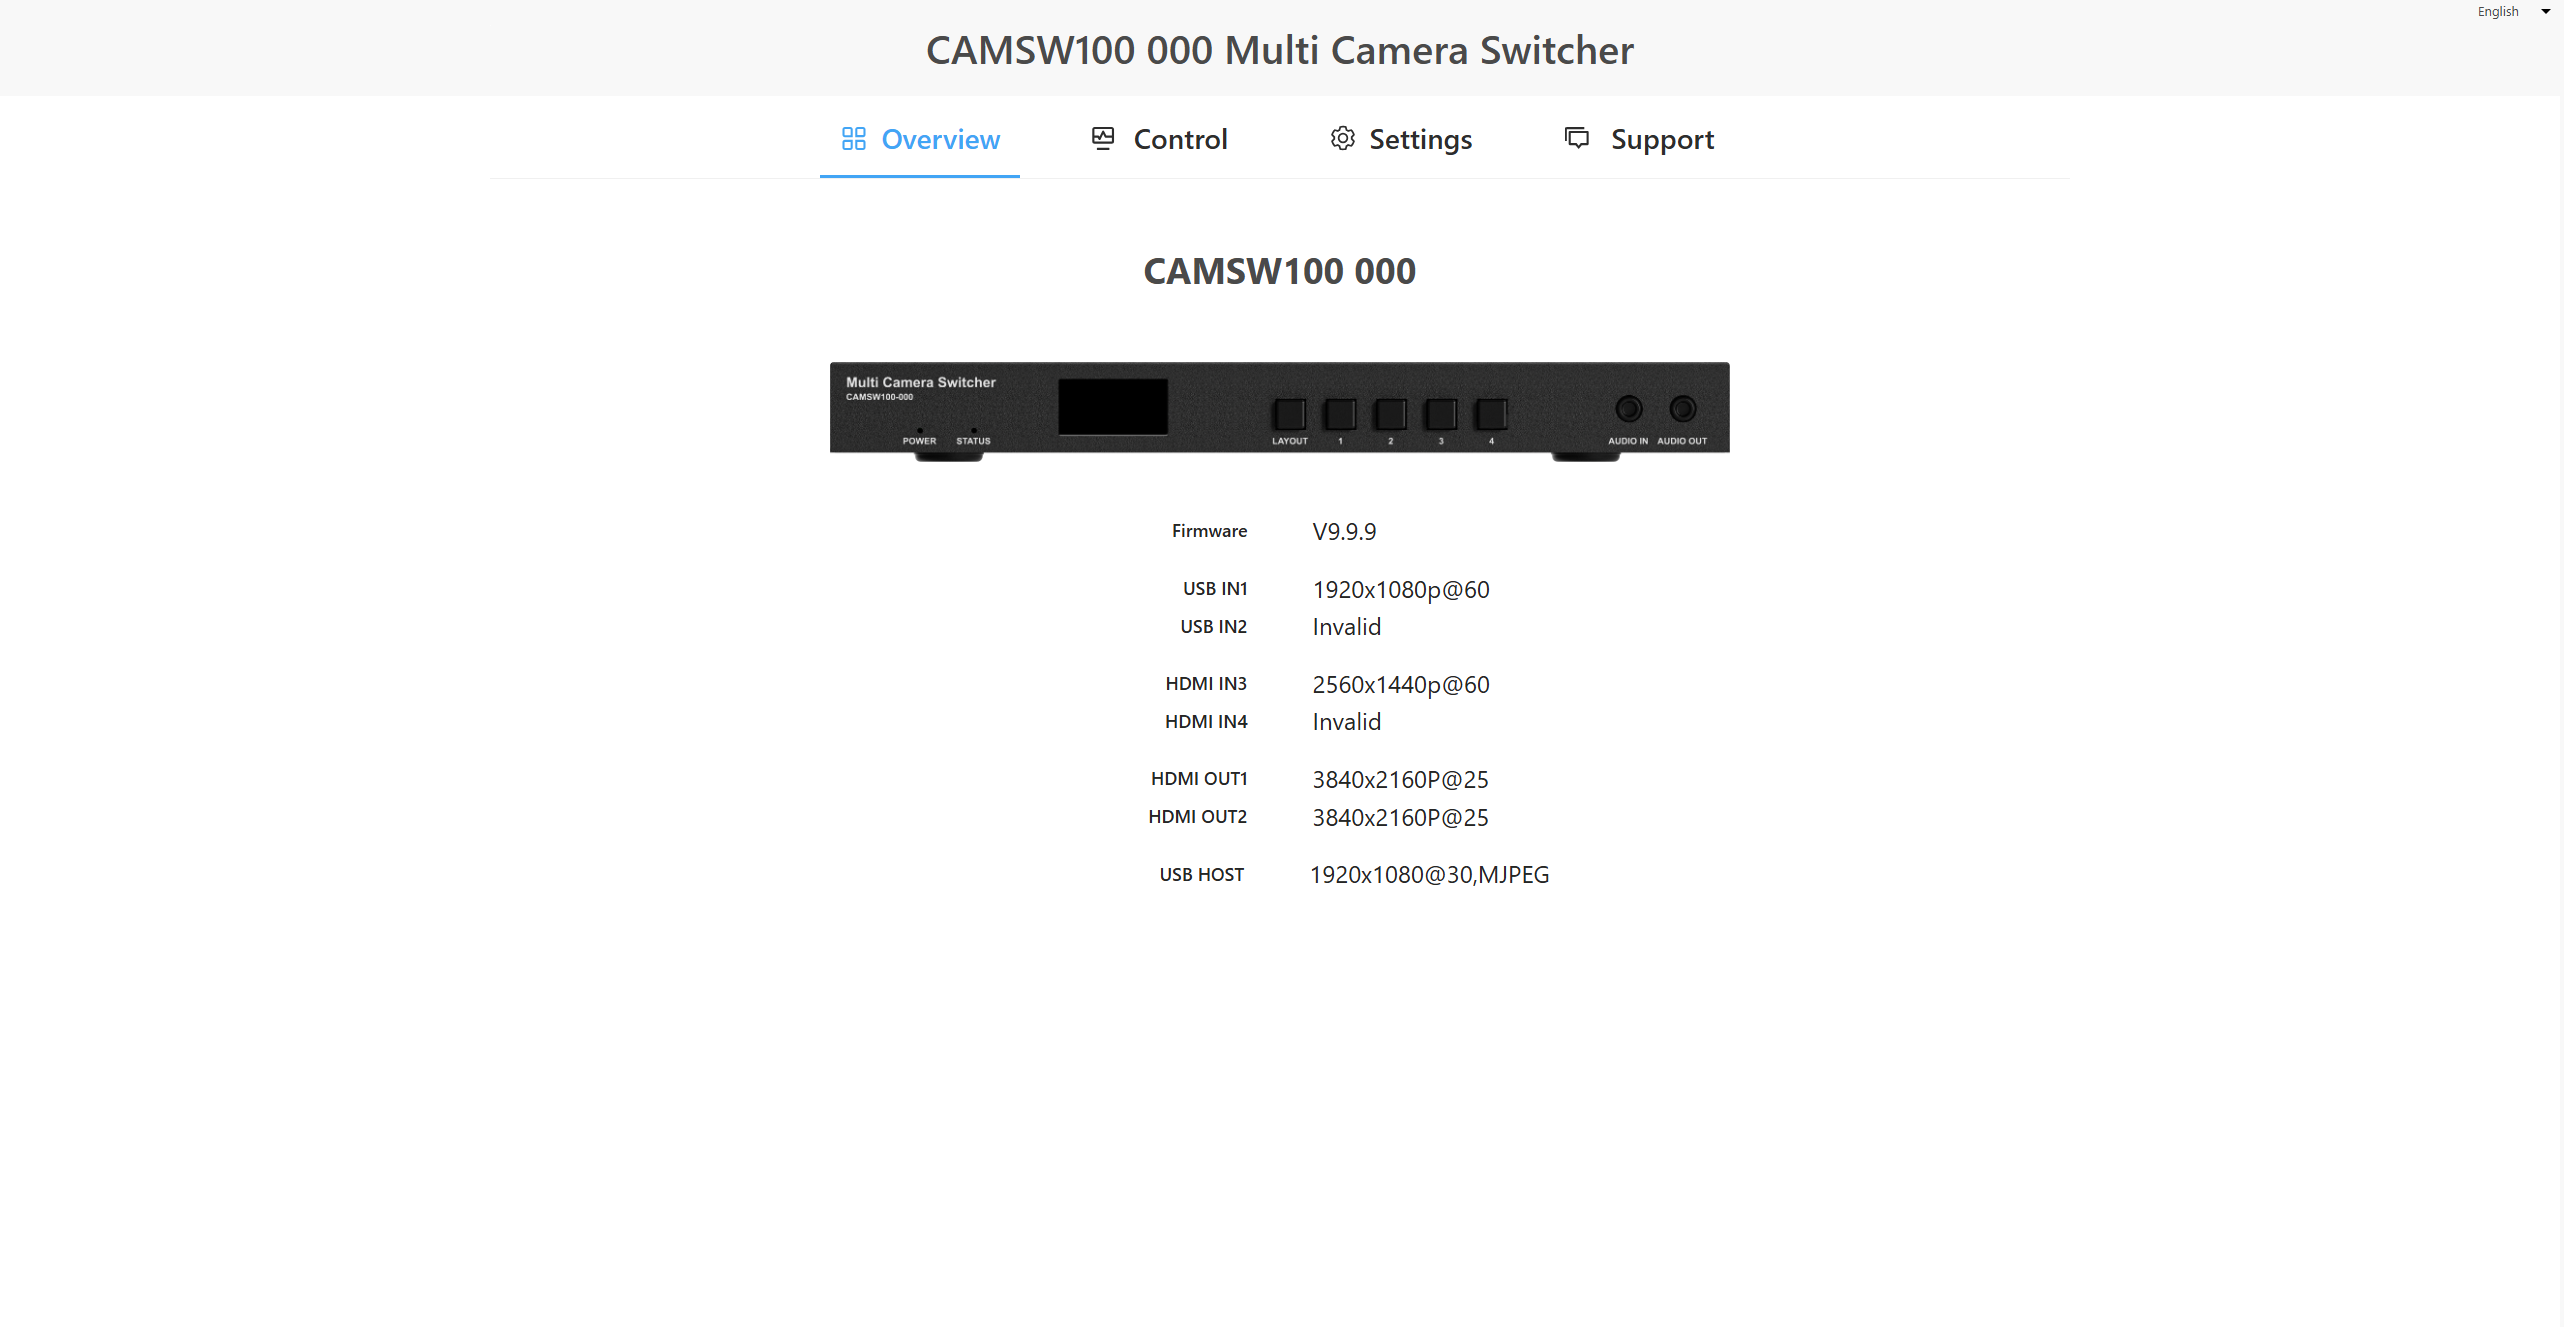 English
CAMSW100 000 Multi Camera Switcher
Overview Control Settings Support
CAMSW100 000
Multi Camera Switcher
CAMSW100-000
POWER STATUS LAYOUT 1 2 3 4 AUDIO IN AUDIO OUT
Firmware V9.9.9
USB IN1 1920x1080p@60
USB IN2 Invalid
HDMI IN3 2560x1440p@60
HDMI IN4 Invalid
HDMI OUT1 3840x2160P@25
HDMI OUT2 3840x2160P@25
USB HOST 1920x1080@30,MJPEG